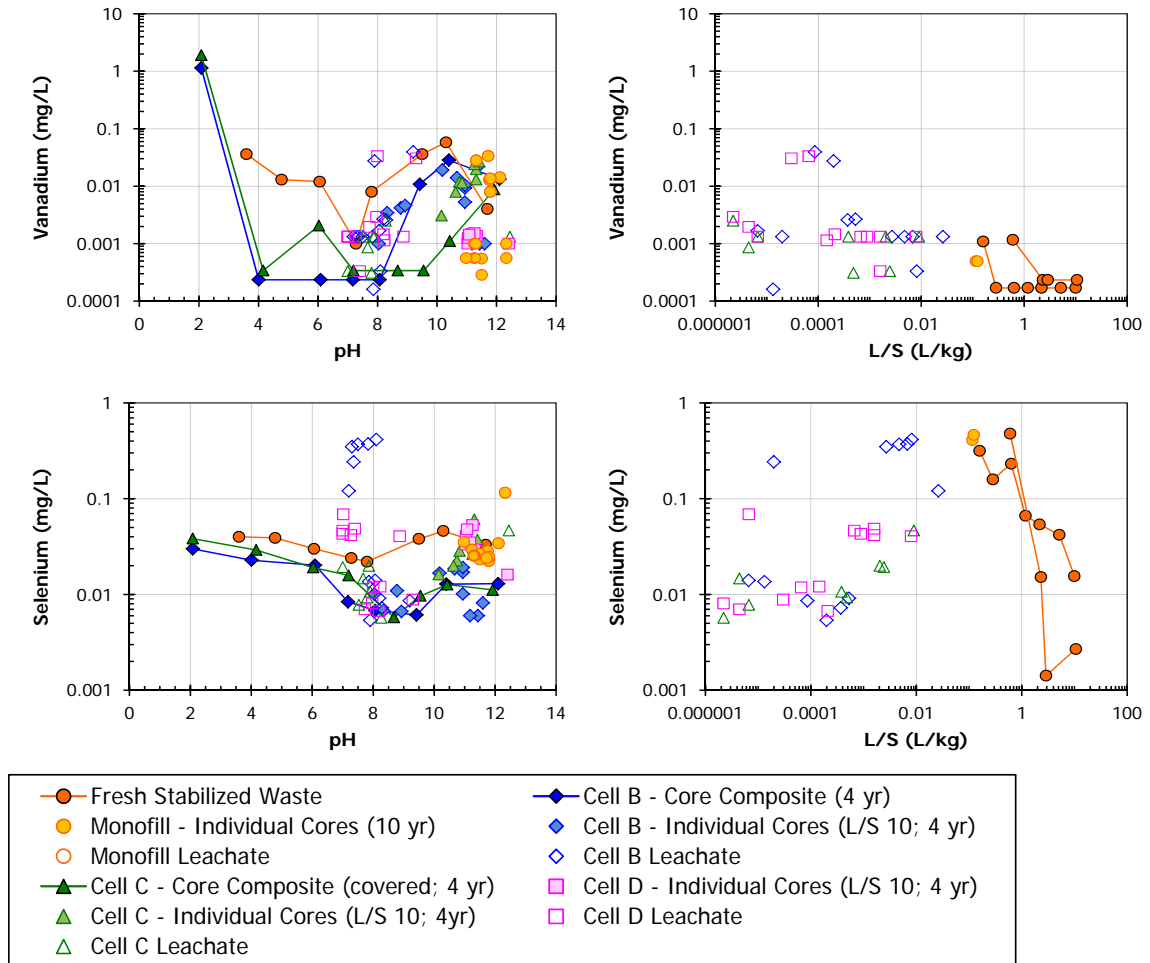 Vanadium (mg/L)
10
1
0.1
0.01
0.001
0.0001
0 2 4 6 8 10 12 14
pH
Vanadium (mg/L)
10
1
0.1
0.01
0.001
0.0001
0.000001 0.0001 0.01 1 100
L/S (L/kg)
Selenium (mg/L)
1
0.1
0.01
0.001
0 2 4 6 8 10 12 14
pH
Selenium (mg/L)
1
0.1
0.01
0.001
0.000001 0.0001 0.01 1 100
L/S (L/kg)
Fresh Stabilized Waste
Monofill - Individual Cores (10 yr)
Monofill Leachate
Cell C - Core Composite (covered; 4 yr)
Cell C - Individual Cores (L/S 10; 4yr)
Cell C Leachate
Cell B - Core Composite (4 yr)
Cell B - Individual Cores (L/S 10; 4 yr)
Cell B Leachate
Cell D - Individual Cores (L/S 10; 4 yr)
Cell D Leachate